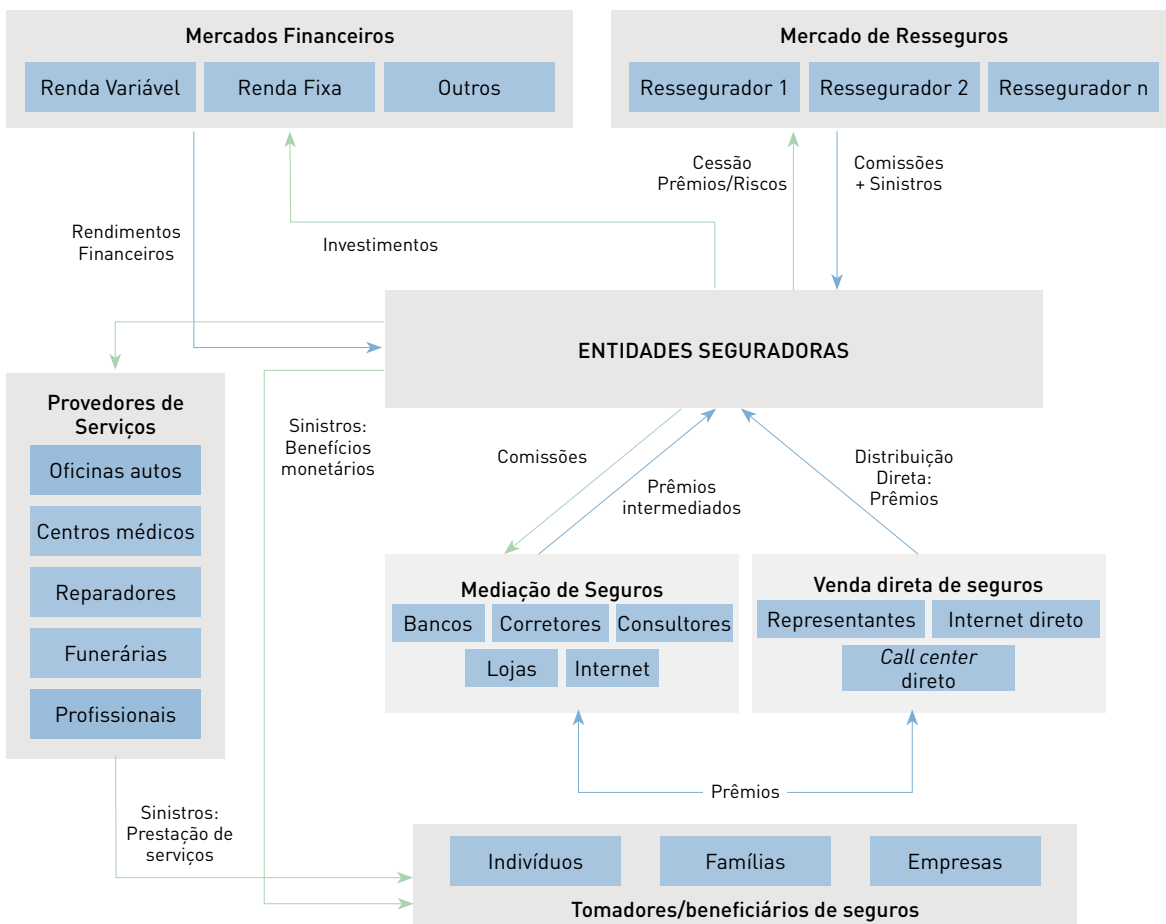 Mercados Financeiros
Renda Variável
Renda Fixa
Outros
Mercado de Resseguros
Ressegurador 1
Ressegurador 2
Ressegurador n
Rendimentos
Financeiros
Investimentos
Cessão
Prêmios/Riscos
Comissões
+ Sinistros
ENTIDADES SEGURADORAS
Provedores de
Serviços
Oficinas autos
Centros médicos
Reparadores
Funerárias
Profissionais
Sinistros:
Benefícios
monetários
Comissões
Prêmios
intermediados
Distribuição
Direta:
Prêmios
Mediação de Seguros
Bancos
Corretores
Consultores
Lojas
Internet
Venda direta de seguros
Representantes
Internet direto
Call center
direto
Prêmios
Sinistros:
Prestação de
serviços
Indivíduos
Famílias
Empresas
Tomadores/beneficiários de seguros